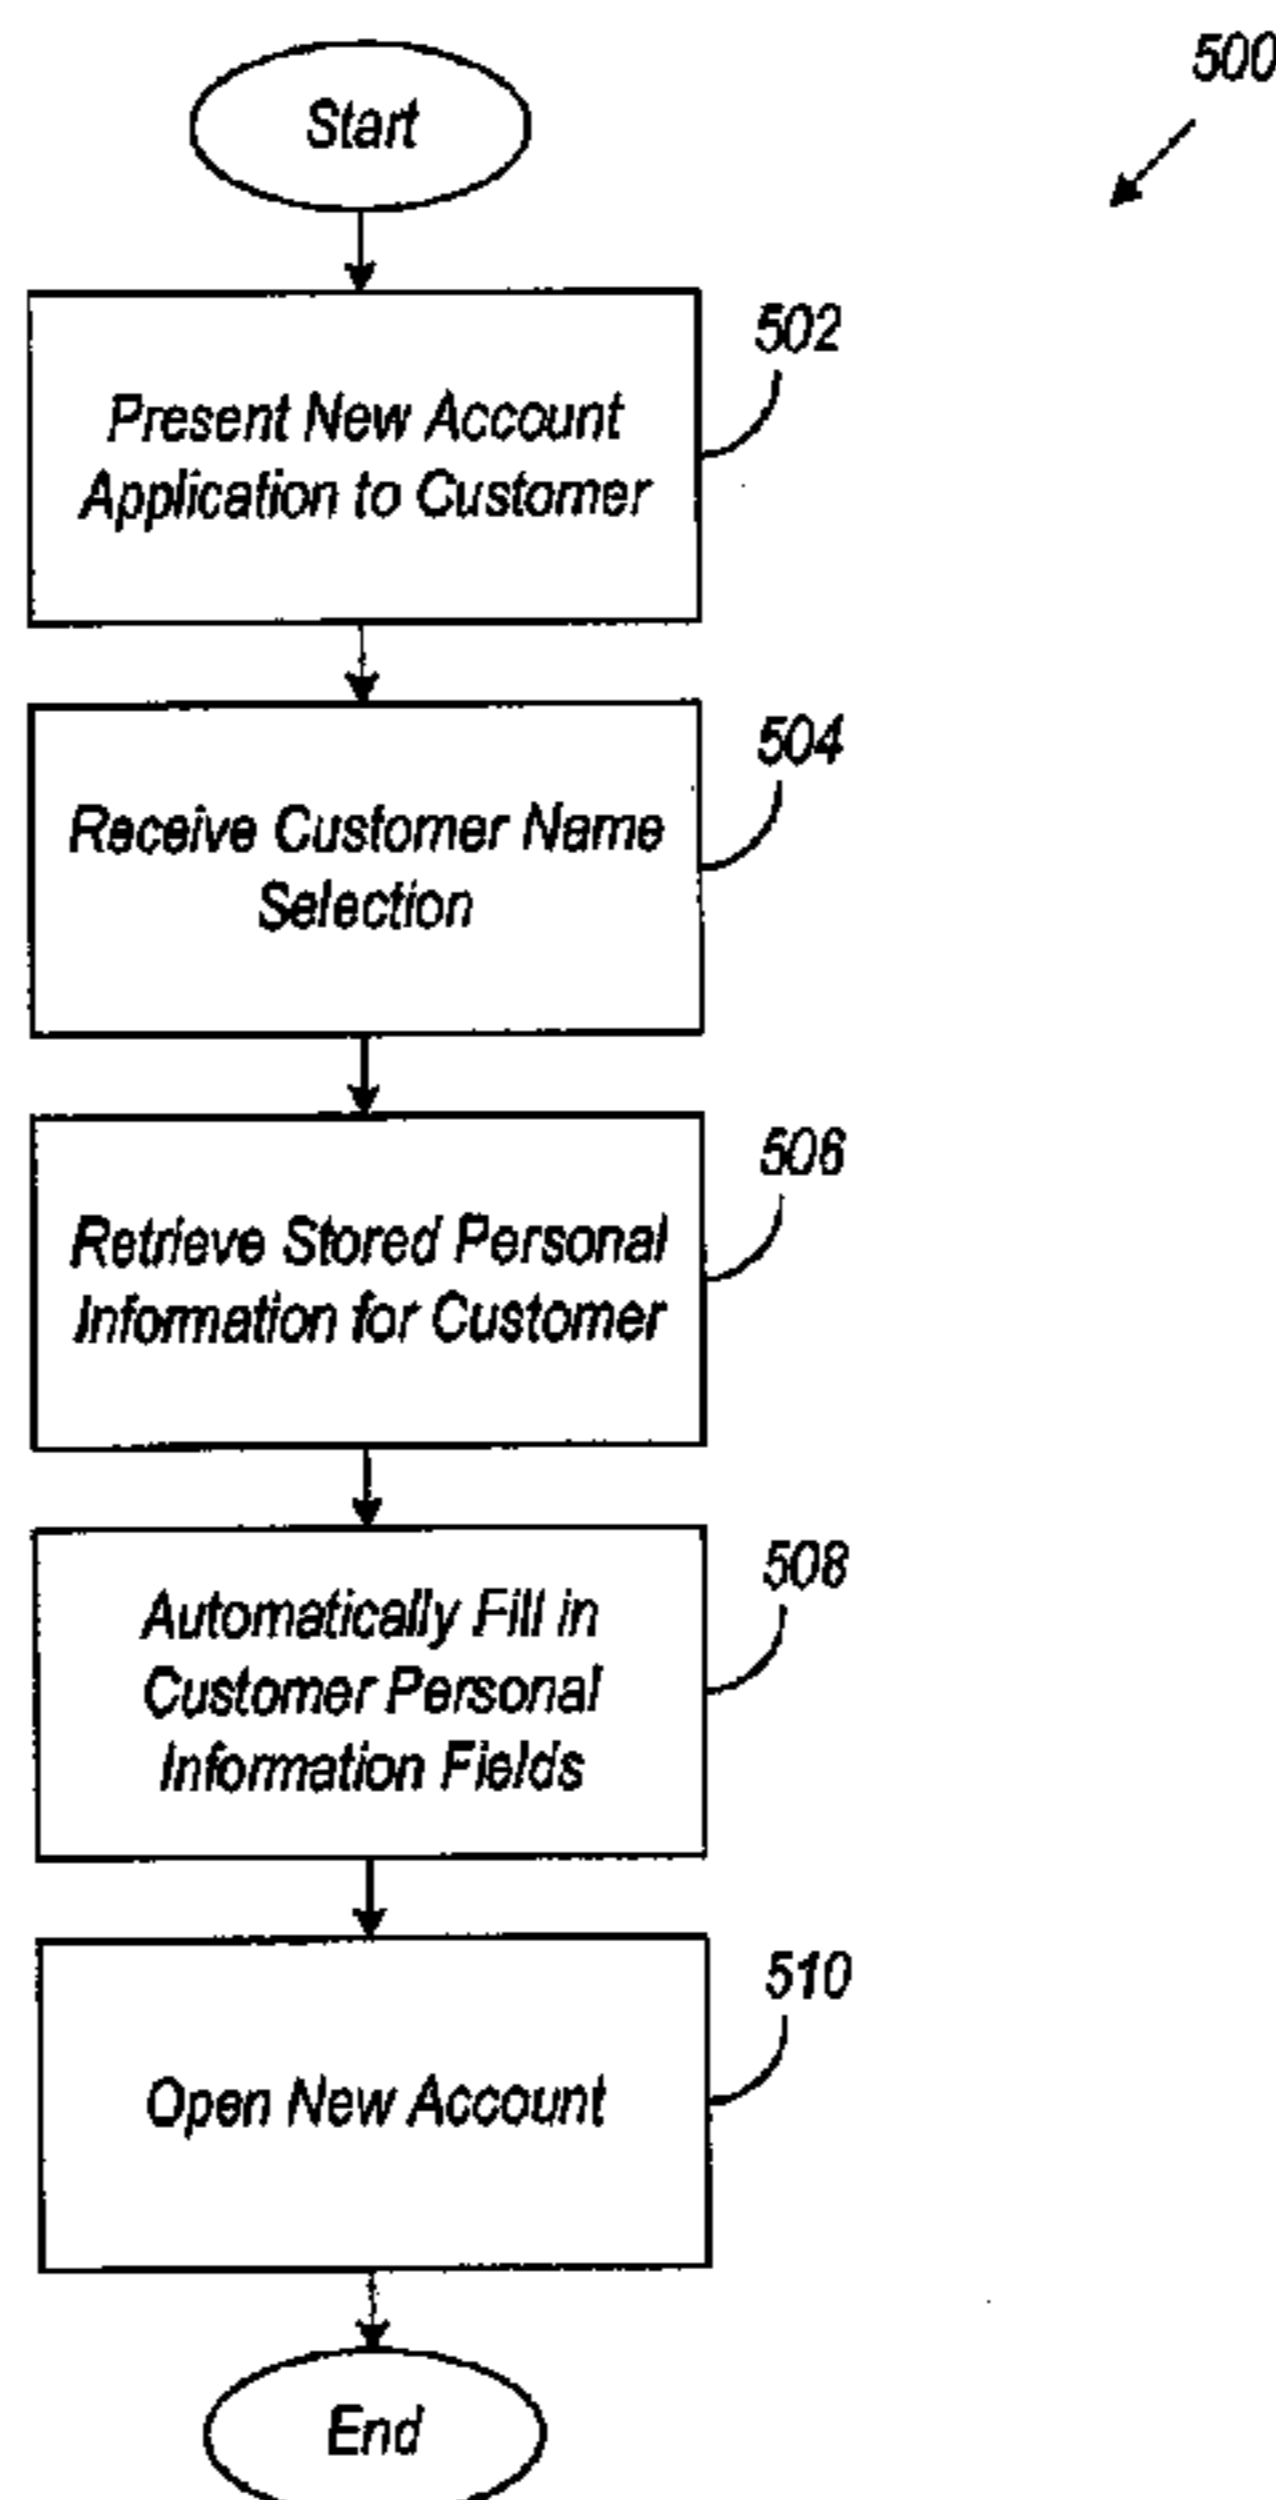 500
Start
502
Present New Account
Application to Customer
504
Receive Customer Name
Selection
506
Retrieve Stored Personal
Information for Customer
508
Automatically Fill in
Customer Personal
Information Fields
510
Open New Account
End